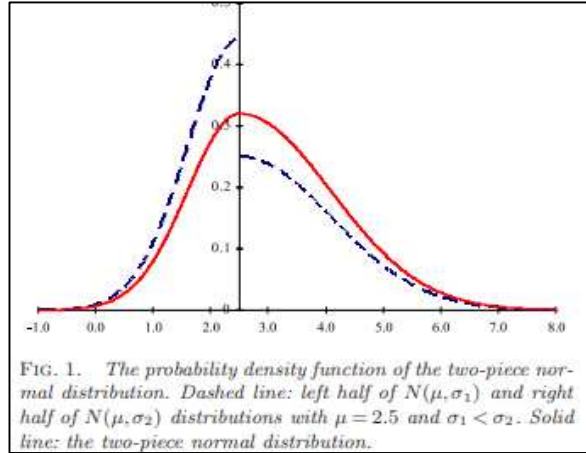 0.5
0.4
0.3
0.2
0.1
0
-1.0 0.0 1.0 2.0 3.0 4.0 5.0 6.0 7.0 8.0
FIG. 1. The probability density function of the two-piece nor-
mal distribution. Dashed line: left half of N(μ, σ₁) and right
half of N(μ, σ₂) distributions with μ = 2.5 and σ₁ < σ₂. Solid
line: the two-piece normal distribution.